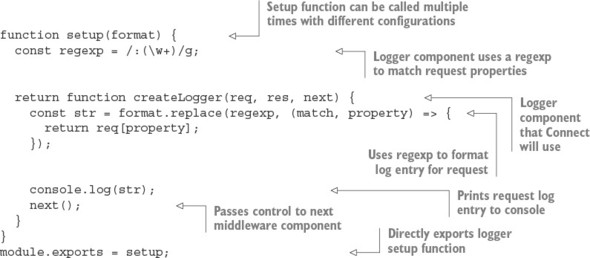 Setup function can be called multiple
times with different configurations
function setup(format) {
const regexp = /:(\w+)/g;
Logger component uses a regexp
to match request properties
return function createLogger(req, res, next) {
const str = format.replace(regexp, (match, property) => {
return req[property];
});
Logger
component
that Connect
will use
Uses regexp to format
log entry for request
console.log(str);
next();
}
}
module.exports = setup;
Prints request log
entry to console
Passes control to next
middleware component
Directly exports logger
setup function